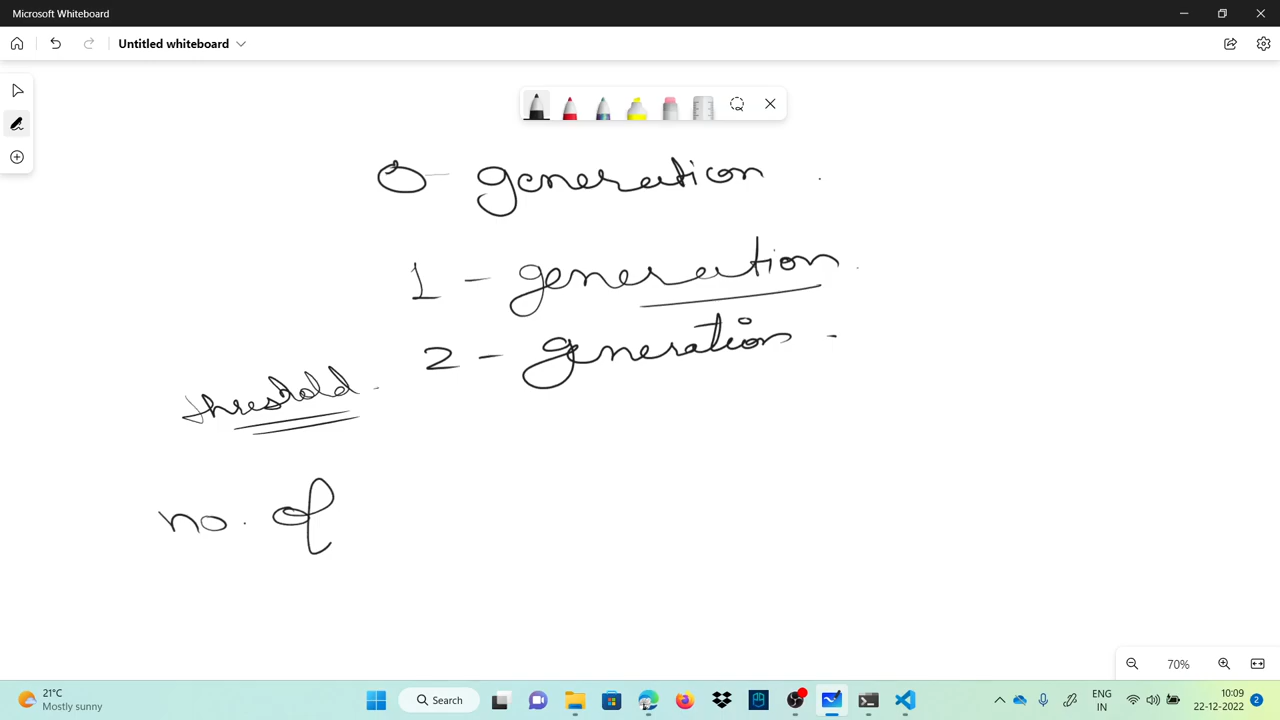 Microsoft Whiteboard
Untitled whiteboard
0 - generation .
1 - generation .
2 - generation .
threshold .
no. of
70%
21°C
Mostly sunny
Search
ENG
IN
10:09
22-12-2022
2